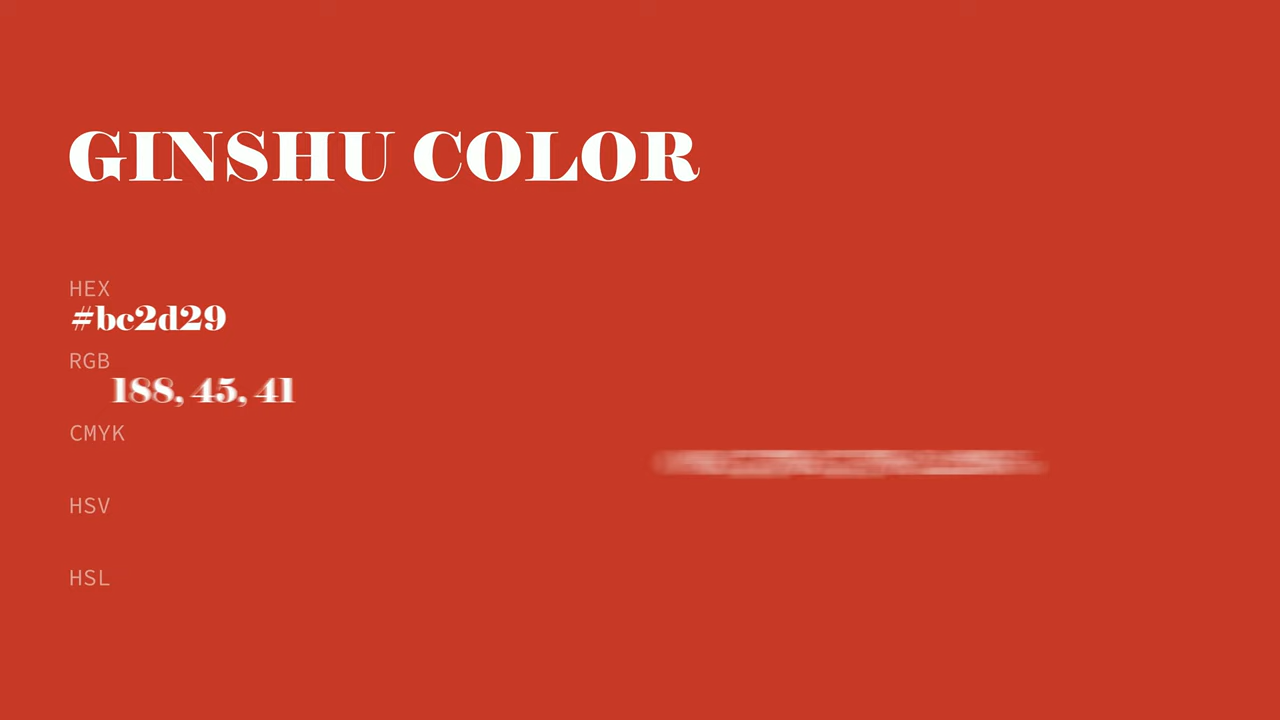 GINSHU COLOR
HEX
#bc2d29
RGB
188, 45, 41
CMYK
HSV
HSL